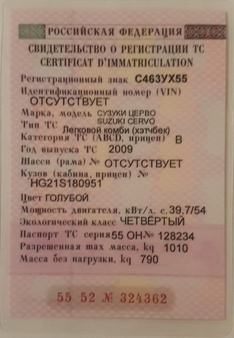 РОССИЙСКАЯ ФЕДЕРАЦИЯ
СВИДЕТЕЛЬСТВО О РЕГИСТРАЦИИ ТС
CERTIFICAT D'IMMATRICULATION
Регистрационный знак С463УХ55
Идентификационный номер (VIN)
ОТСУТСТВУЕТ
Марка, модель СУЗУКИ ЦЕРВО
SUZUKI CERVO
Тип ТС
Легковой комби (хэтчбек)
Категория ТС (ABCD, прицеп) B
Год выпуска ТС 2009
Шасси (рама) № ОТСУТСТВУЕТ
Кузов (кабина, прицеп) №
HG21S180951
Цвет ГОЛУБОЙ
Мощность двигателя, кВт/л. с. 39.7/54
Экологический класс ЧЕТВЁРТЫЙ
Паспорт ТС серия 55 ОН № 128234
Разрешенная max масса, kg 1010
Масса без нагрузки, kg 790
55 52 № 324362